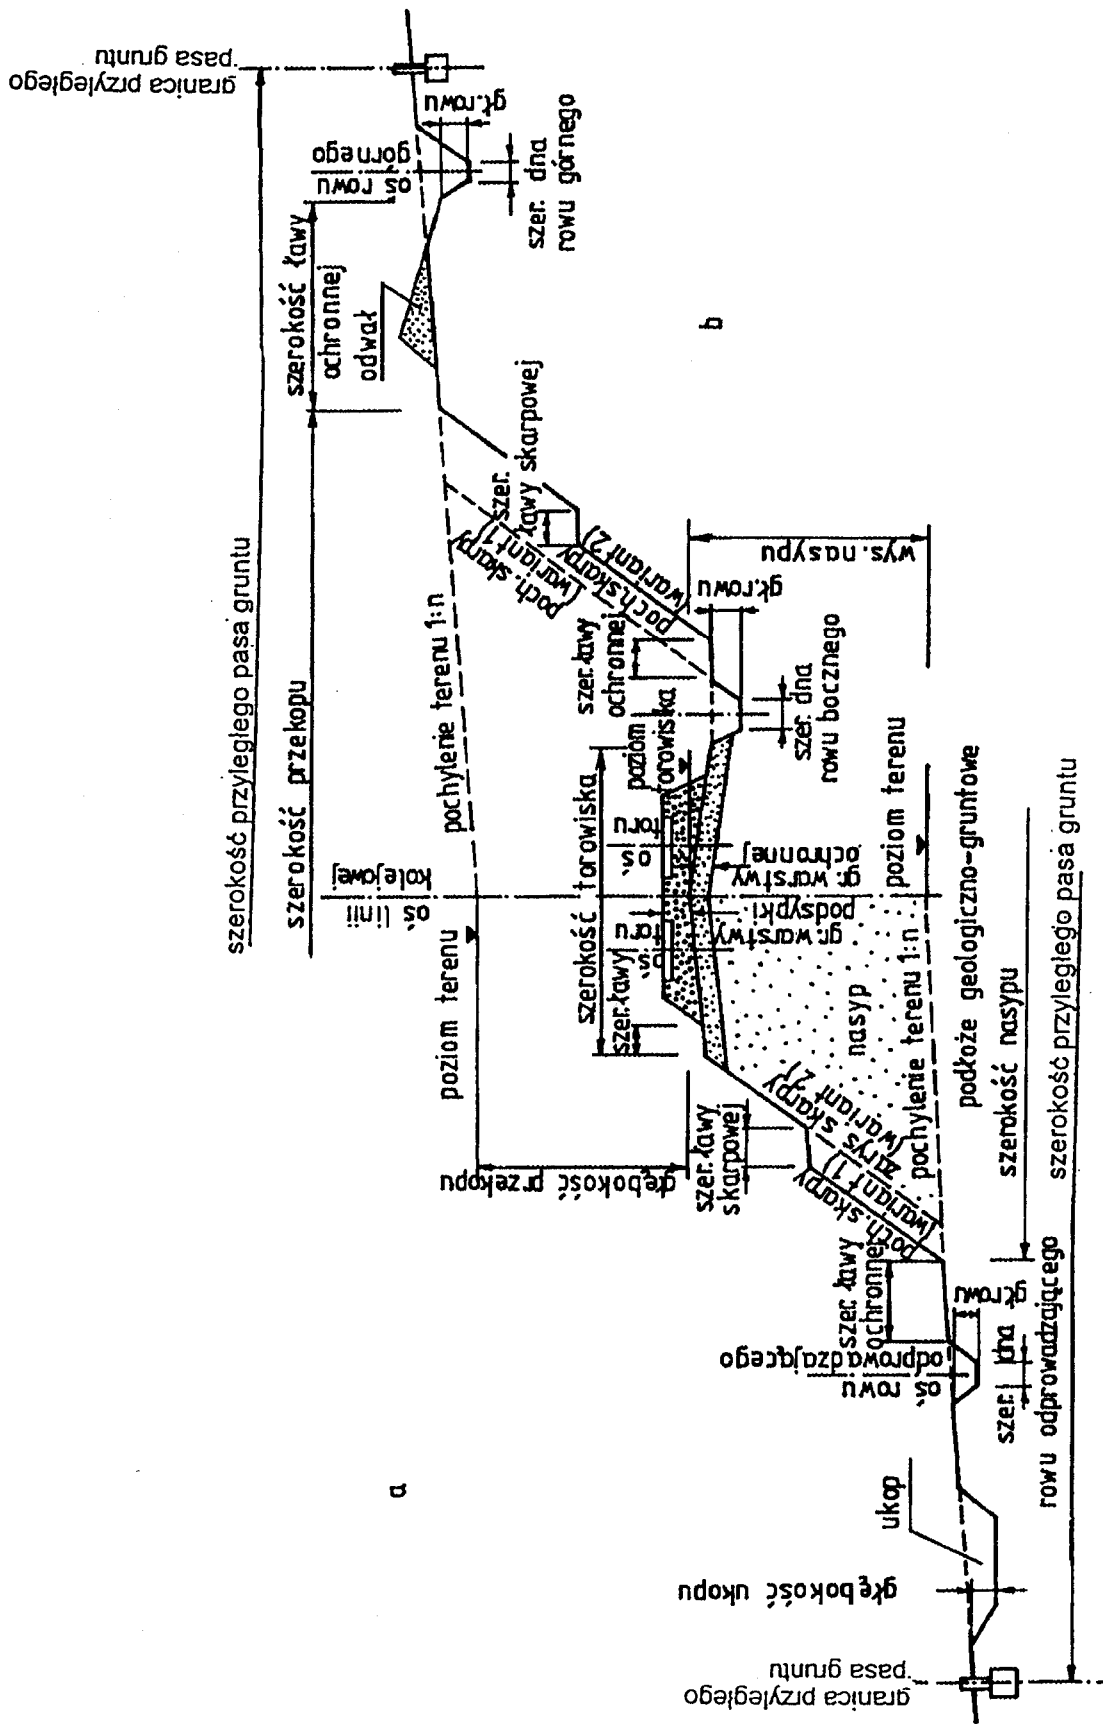 granica przyległego
pasa gruntu
szerokość przyległego pasa gruntu
szerokość przekopu
szerokość ławy
ochronnej
odwał
oś rowu
górnego
gł. rowu
szer. dna
rowu górnego
oś linii
kolejowej
poziom terenu
pochylenie terenu 1:n
poch. skarpy
(wariant 1)
szer.
ławy skarpowej
poch. skarpy
(wariant 2)
szer. ławy
ochronnej
gł. rowu
wys. nasypu
szer. dna
rowu bocznego
poziom
torowiska
szerokość torowiska
szer. ławy
oś
toru
oś
toru
gr. warstwy
podsypki
gr. warstwy
ochronnej
głębokość przekopu
szer. ławy
skarpowej
nasyp
zarys skarpy
(wariant 2)
poch. skarpy
(wariant 1)
pochylenie terenu 1:n
poziom terenu
podłoże geologiczno-gruntowe
szerokość nasypu
szerokość przyległego pasa gruntu
szer. ławy
ochronnej
oś rowu
odprowadzającego
gł. rowu
szer. dna
rowu odprowadzającego
ukop
głębokość ukopu
granica przyległego
pasa gruntu
a
b